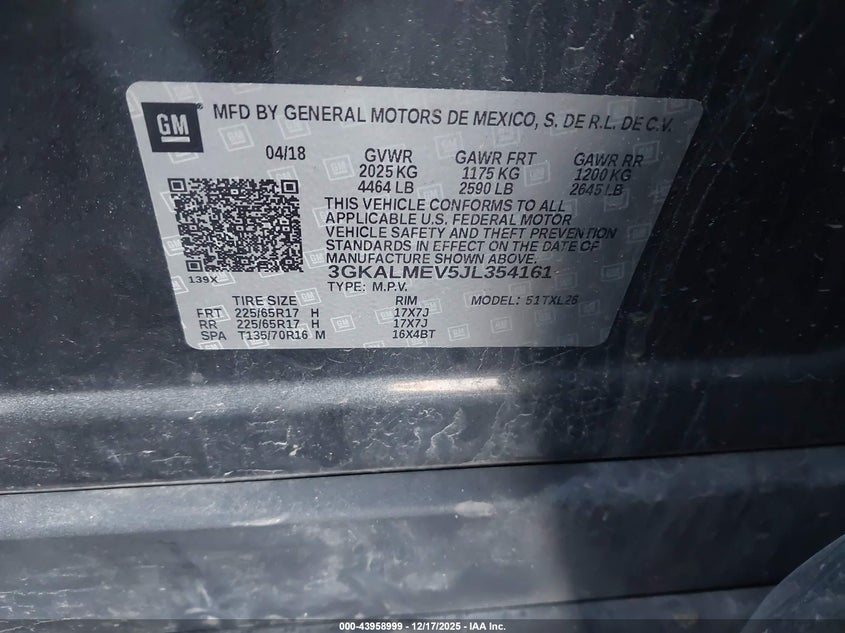 GM
MFD BY GENERAL MOTORS DE MEXICO, S. DE R.L. DE C.V.
04/18 GVWR GAWR FRT GAWR RR
2025 KG 1175 KG 1200 KG
4464 LB 2590 LB 2645 LB
THIS VEHICLE CONFORMS TO ALL
APPLICABLE U.S. FEDERAL MOTOR
VEHICLE SAFETY AND THEFT PREVENTION
STANDARDS IN EFFECT ON THE DATE OF
MANUFACTURE SHOWN ABOVE.
3GKALMEV5JL354161
139X
TYPE: M.P.V.
TIRE SIZE RIM MODEL: 51TXL26
FRT 225/65R17 H 17X7J
RR 225/65R17 H 17X7J
SPA T135/70R16 M 16X4BT
000-43958999 — 12/17/2025 — IAA Inc.